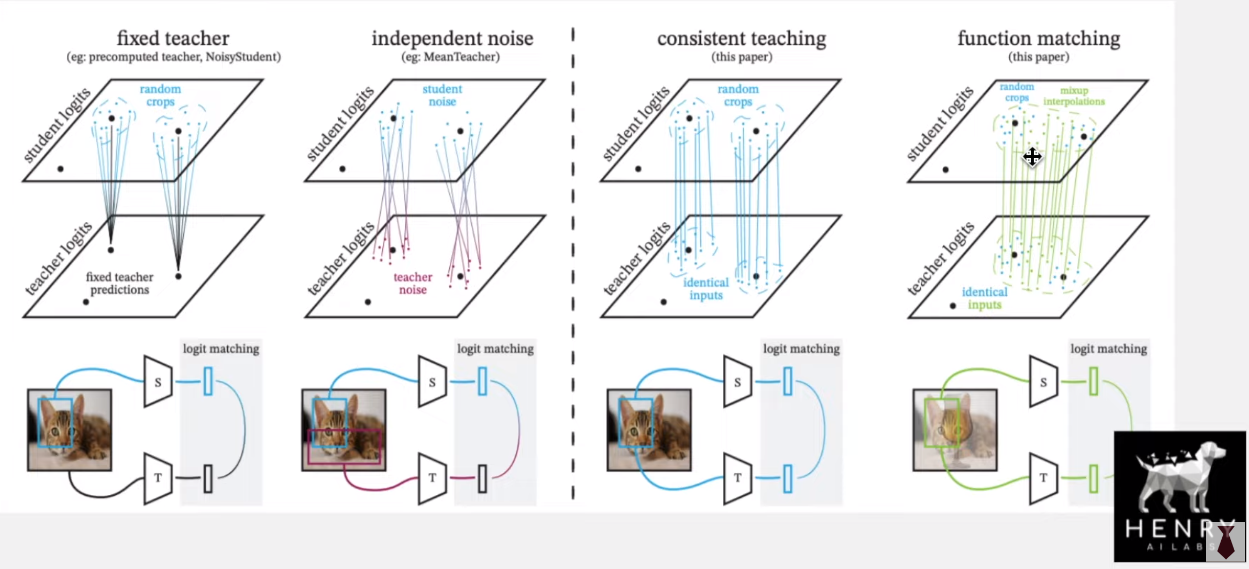 fixed teacher
(eg: precomputed teacher, NoisyStudent)
student logits
random
crops
teacher logits
fixed teacher
predictions
logit matching
S
T
independent noise
(eg: MeanTeacher)
student logits
student
noise
teacher logits
teacher
noise
logit matching
S
T
consistent teaching
(this paper)
student logits
random
crops
teacher logits
identical
inputs
logit matching
S
T
function matching
(this paper)
student logits
random
crops
mixup
interpolations
teacher logits
identical
inputs
logit matching
S
T
HENRY
AI LABS